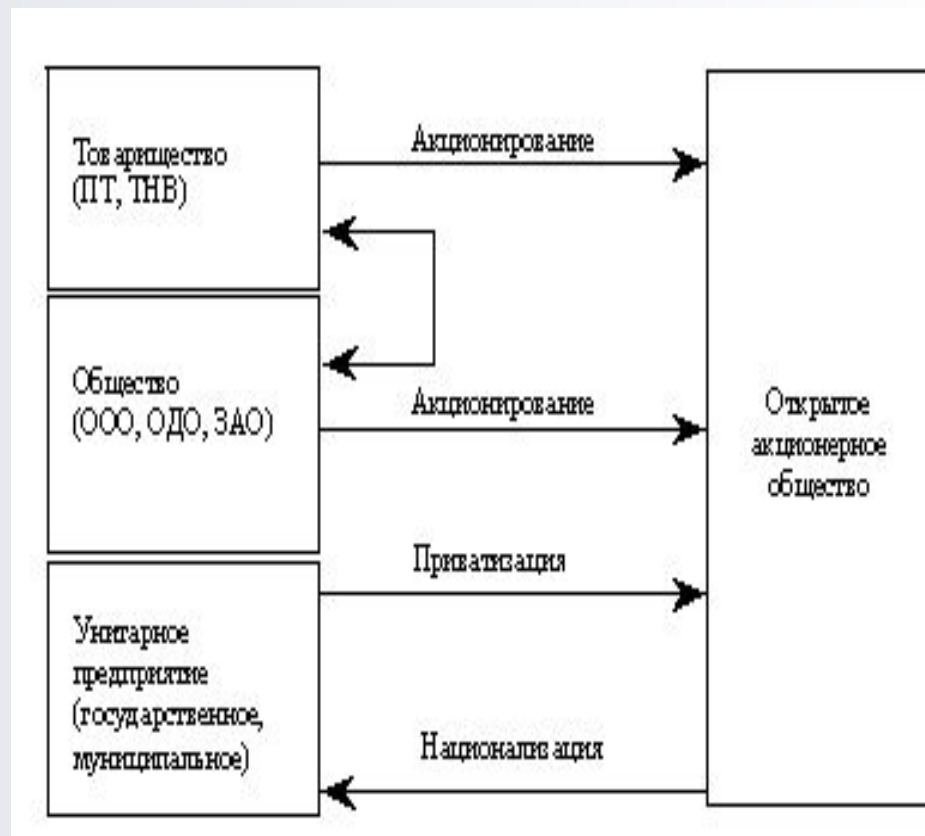 Товарищество
(ПТ, ТНВ)
Акционирование
Общество
(ООО, ОДО, ЗАО)
Акционирование
Открытое
акционерное
общество
Приватизация
Унитарное
предприятие
(государственное,
муниципальное)
Национализация